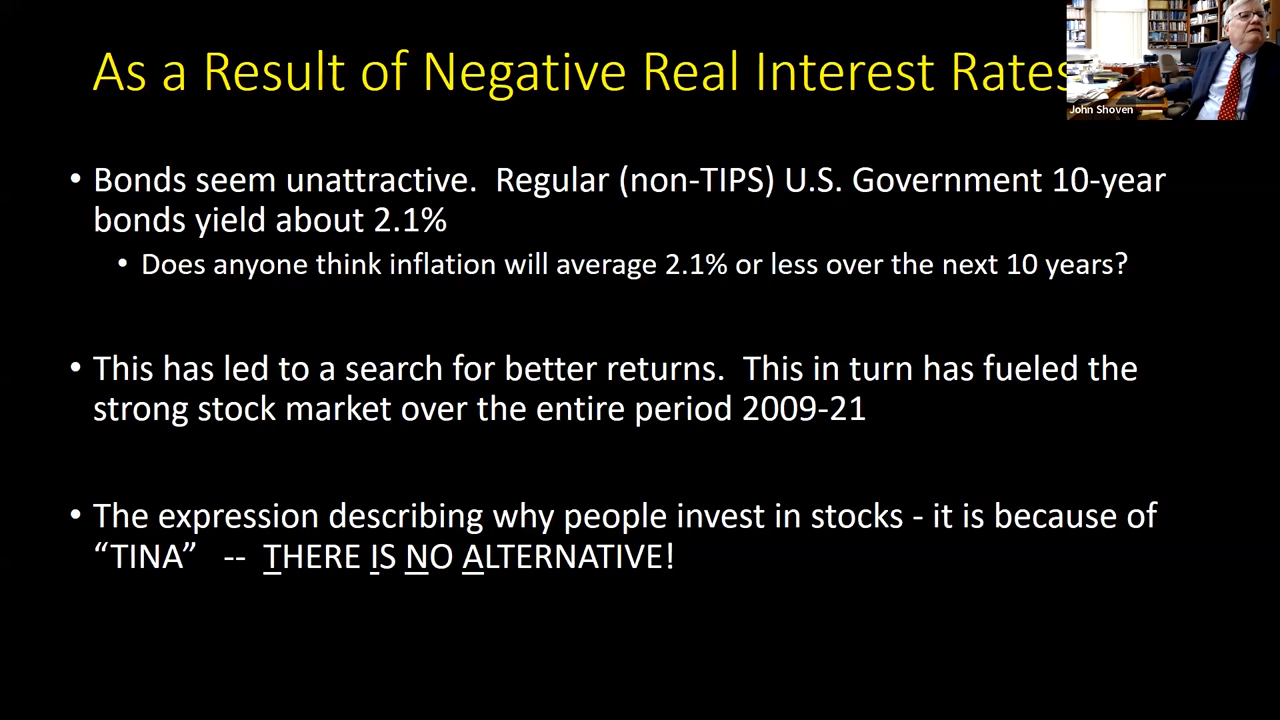 As a Result of Negative Real Interest Rates
John Shoven
• Bonds seem unattractive.  Regular (non-TIPS) U.S. Government 10-year
bonds yield about 2.1%
• Does anyone think inflation will average 2.1% or less over the next 10 years?
• This has led to a search for better returns.  This in turn has fueled the
strong stock market over the entire period 2009-21
• The expression describing why people invest in stocks - it is because of
“TINA”   --  THERE IS NO ALTERNATIVE!